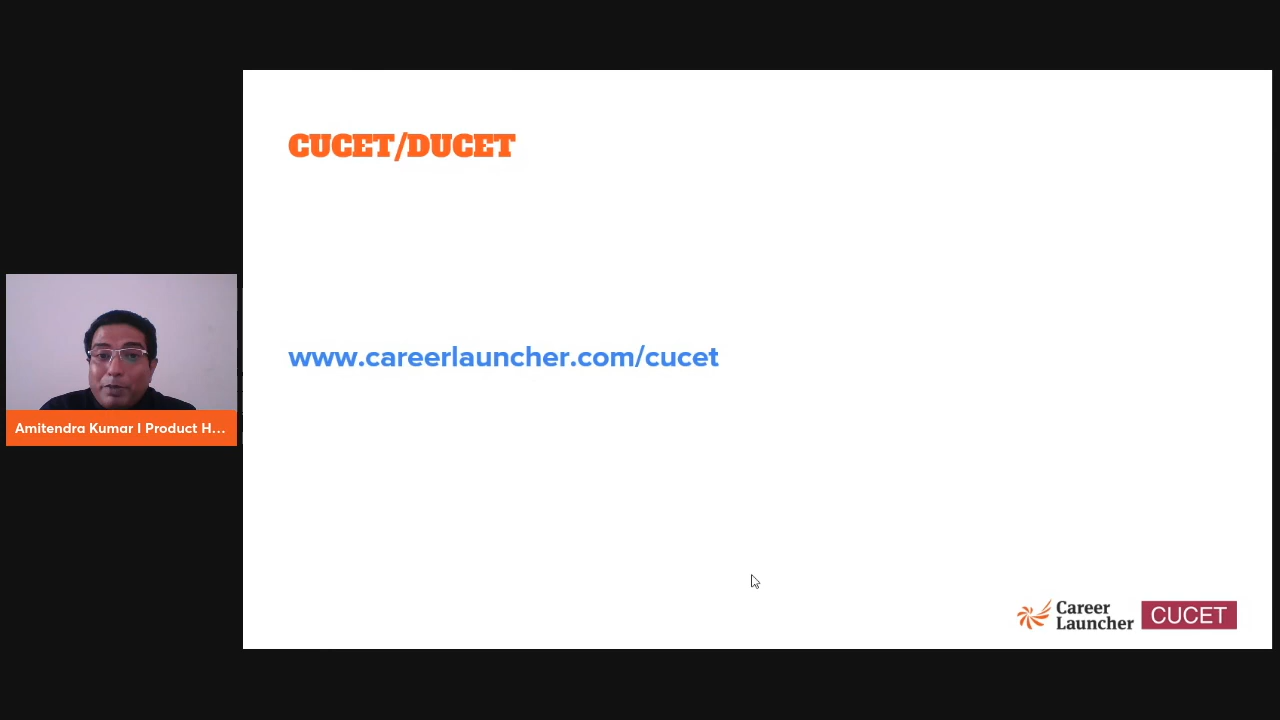 CUCET/DUCET
www.careerlauncher.com/cucet
Amitendra Kumar I Product H...
Career
Launcher
CUCET